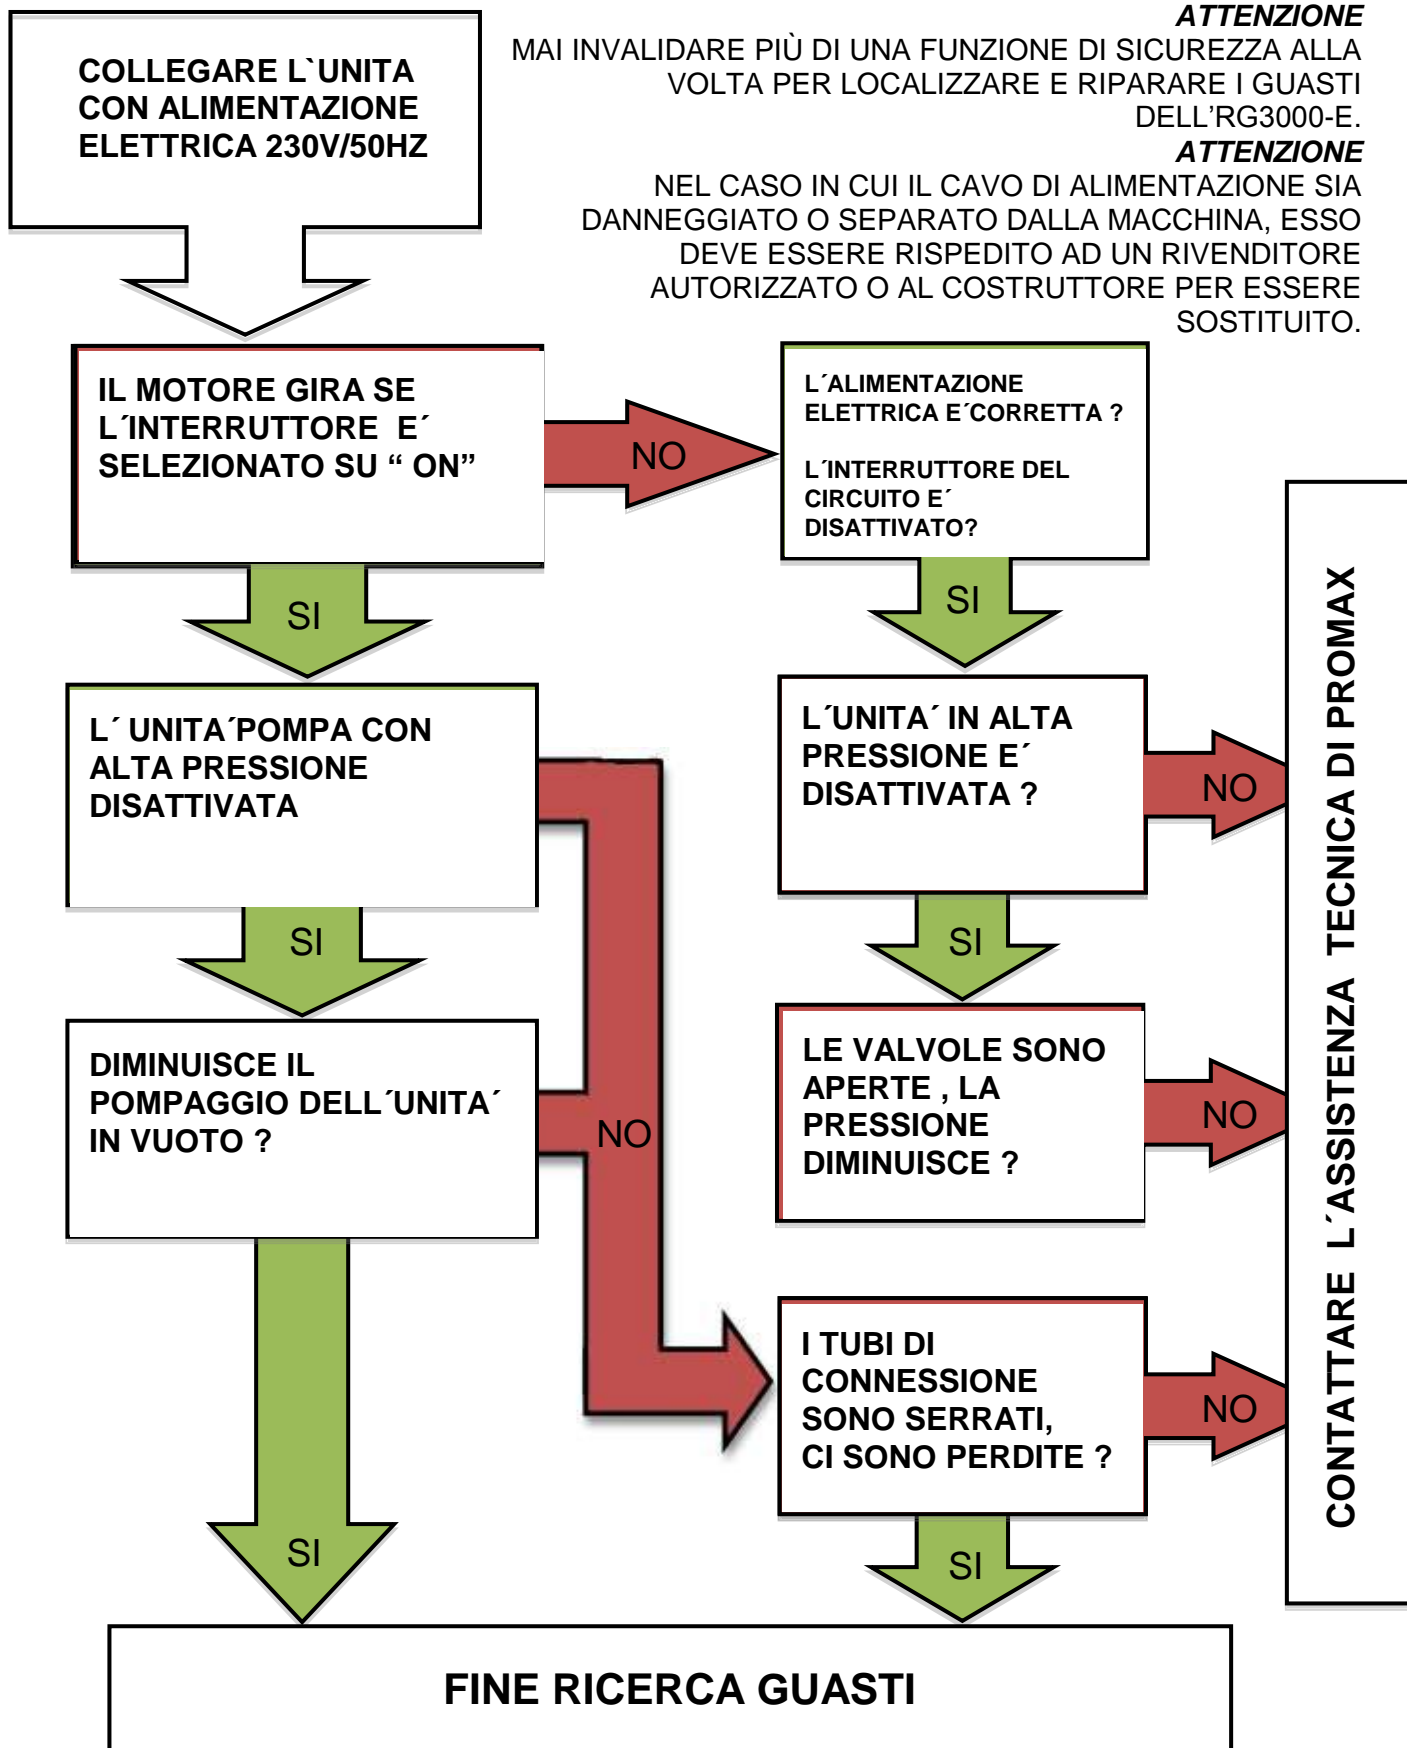 COLLEGARE L`UNITA
CON ALIMENTAZIONE
ELETTRICA 230V/50HZ
ATTENZIONE
MAI INVALIDARE PIÙ DI UNA FUNZIONE DI SICUREZZA ALLA
VOLTA PER LOCALIZZARE E RIPARARE I GUASTI
DELL’RG3000-E.
ATTENZIONE
NEL CASO IN CUI IL CAVO DI ALIMENTAZIONE SIA
DANNEGGIATO O SEPARATO DALLA MACCHINA, ESSO
DEVE ESSERE RISPEDITO AD UN RIVENDITORE
AUTORIZZATO O AL COSTRUTTORE PER ESSERE
SOSTITUITO.
IL MOTORE GIRA SE
L´INTERRUTTORE  E´
SELEZIONATO SU “ ON”
NO
L´ALIMENTAZIONE
ELETTRICA E´CORRETTA ?
L´INTERRUTTORE DEL
CIRCUITO E´
DISATTIVATO?
SI
SI
L´ UNITA´POMPA CON
ALTA PRESSIONE
DISATTIVATA
L´UNITA´ IN ALTA
PRESSIONE E´
DISATTIVATA ?
NO
SI
SI
DIMINUISCE IL
POMPAGGIO DELL´UNITA´
IN VUOTO ?
NO
LE VALVOLE SONO
APERTE , LA
PRESSIONE
DIMINUISCE ?
NO
I TUBI DI
CONNESSIONE
SONO SERRATI,
CI SONO PERDITE ?
NO
SI
SI
CONTATTARE  L´ASSISTENZA  TECNICA DI PROMAX
FINE RICERCA GUASTI